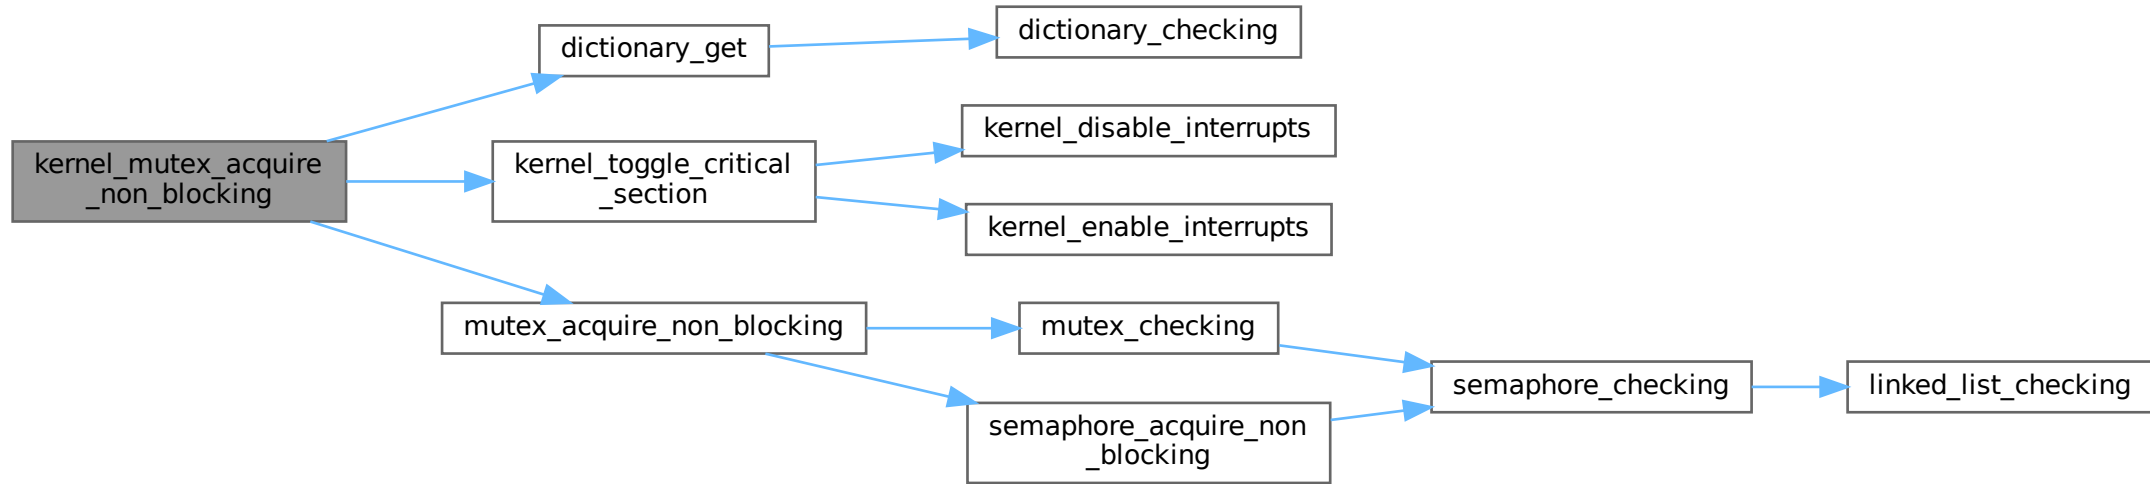 kernel_mutex_acquire
_non_blocking
dictionary_get
dictionary_checking
kernel_toggle_critical
_section
kernel_disable_interrupts
kernel_enable_interrupts
mutex_acquire_non_blocking
mutex_checking
semaphore_acquire_non
_blocking
semaphore_checking
linked_list_checking